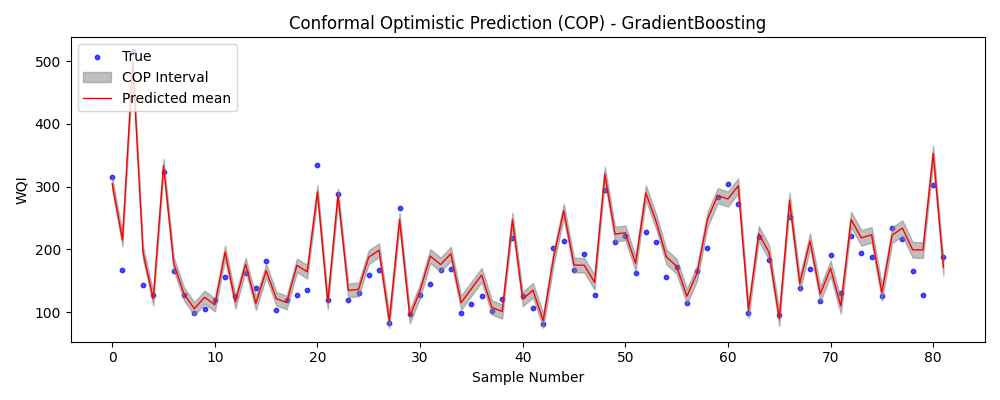 Conformal Optimistic Prediction (COP) - GradientBoosting
True
COP Interval
Predicted mean
WQI
500
400
300
200
100
0 10 20 30 40 50 60 70 80
Sample Number